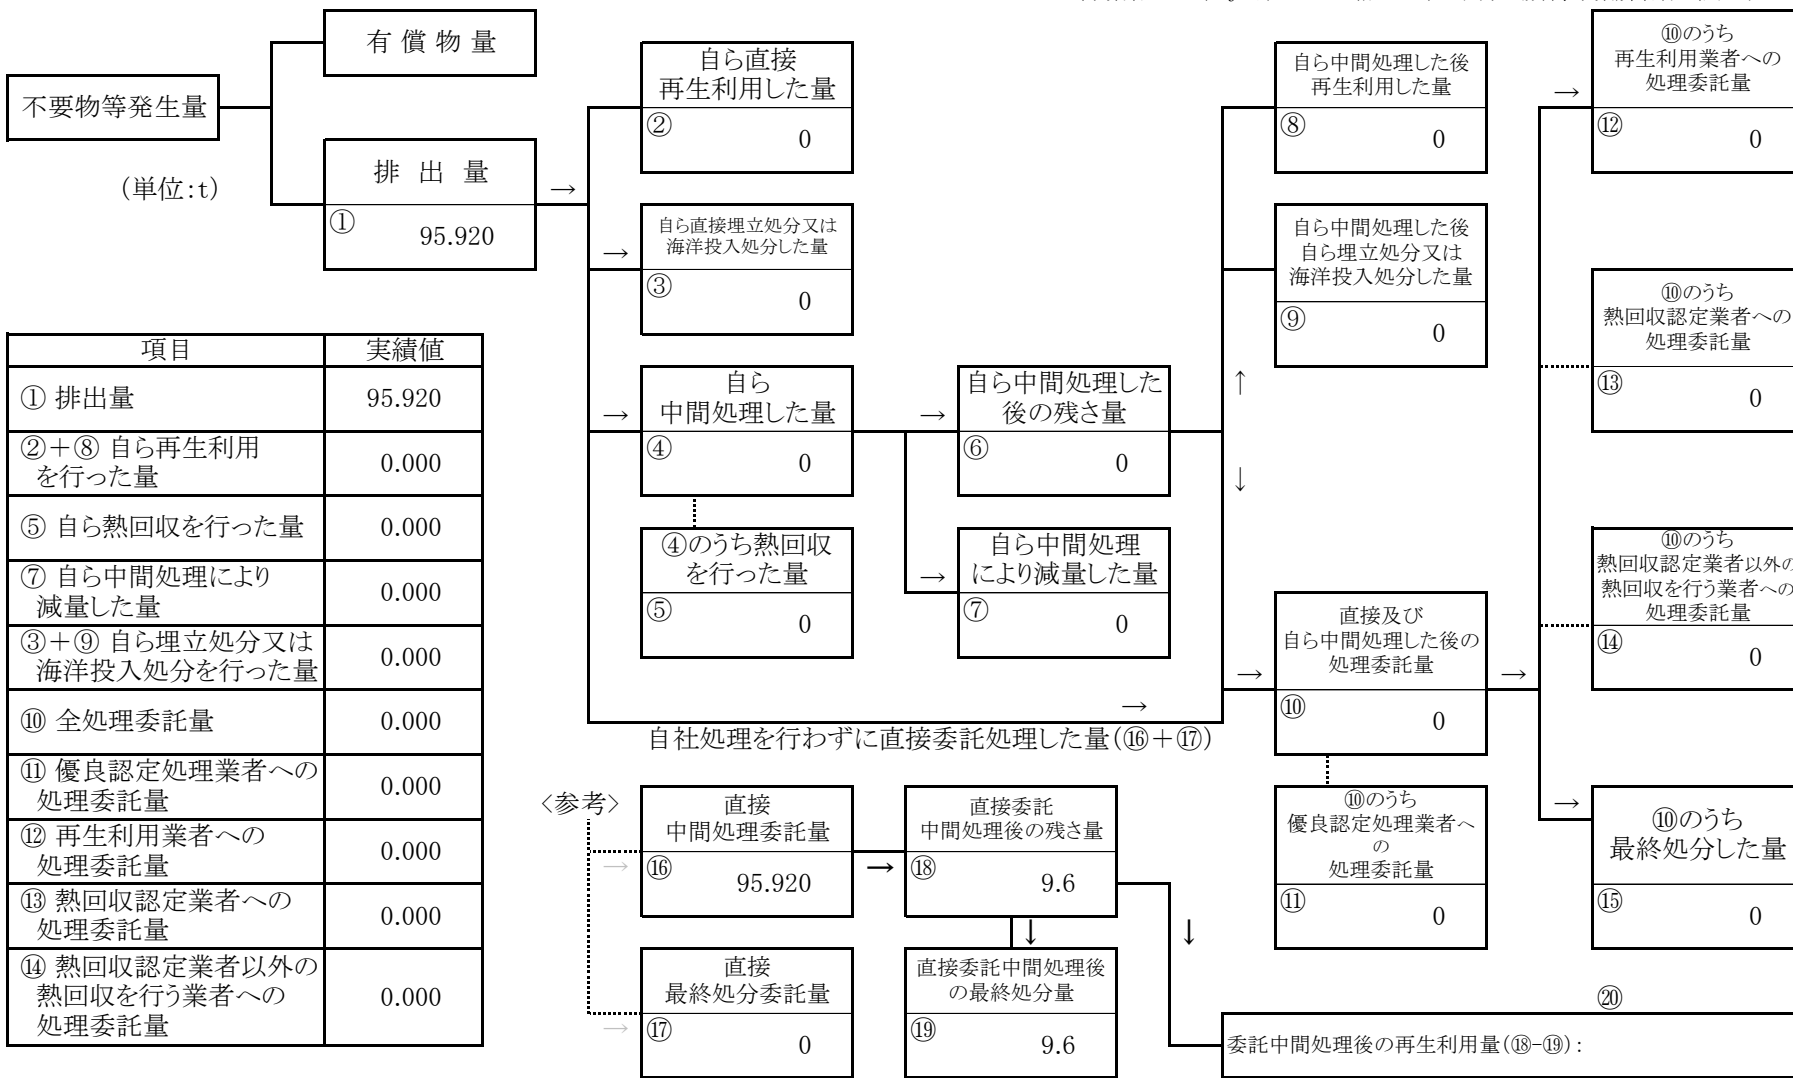 有 償 物 量
不要物等発生量
(単位:t)
排 出 量
①
95.920
→
自ら直接
再生利用した量
②
0
→
自ら直接埋立処分又は
海洋投入処分した量
③
0
→
自ら
中間処理した量
④
0
④のうち熱回収
を行った量
⑤
0
→
自ら中間処理した
後の残さ量
⑥
0
→
自ら中間処理
により減量した量
⑦
0
自ら中間処理した後
再生利用した量
⑧
0
自ら中間処理した後
自ら埋立処分又は
海洋投入処分した量
⑨
0
↑
↓
→
自社処理を行わずに直接委託処理した量(⑯+⑰)
→
直接及び
自ら中間処理した後の
処理委託量
⑩
0
→
⑩のうち
優良認定処理業者へ
の
処理委託量
⑪
0
→
⑩のうち
再生利用業者への
処理委託量
⑫
0
⑩のうち
熱回収認定業者への
処理委託量
⑬
0
⑩のうち
熱回収認定業者以外の
熱回収を行う業者への
処理委託量
⑭
0
→
⑩のうち
最終処分した量
⑮
0
項目 実績値
① 排出量 95.920
②+⑧ 自ら再生利用
を行った量 0.000
⑤ 自ら熱回収を行った量 0.000
⑦ 自ら中間処理により
減量した量 0.000
③+⑨ 自ら埋立処分又は
海洋投入処分を行った量 0.000
⑩ 全処理委託量 0.000
⑪ 優良認定処理業者への
処理委託量 0.000
⑫ 再生利用業者への
処理委託量 0.000
⑬ 熱回収認定業者への
処理委託量 0.000
⑭ 熱回収認定業者以外の
熱回収を行う業者への
処理委託量 0.000
<参考>
→
直接
中間処理委託量
⑯
95.920
→
直接委託
中間処理後の残さ量
⑱
9.6
↓
↓
→
直接
最終処分委託量
⑰
0
直接委託中間処理後
の最終処分量
⑲
9.6
⑳
委託中間処理後の再生利用量(⑱-⑲):